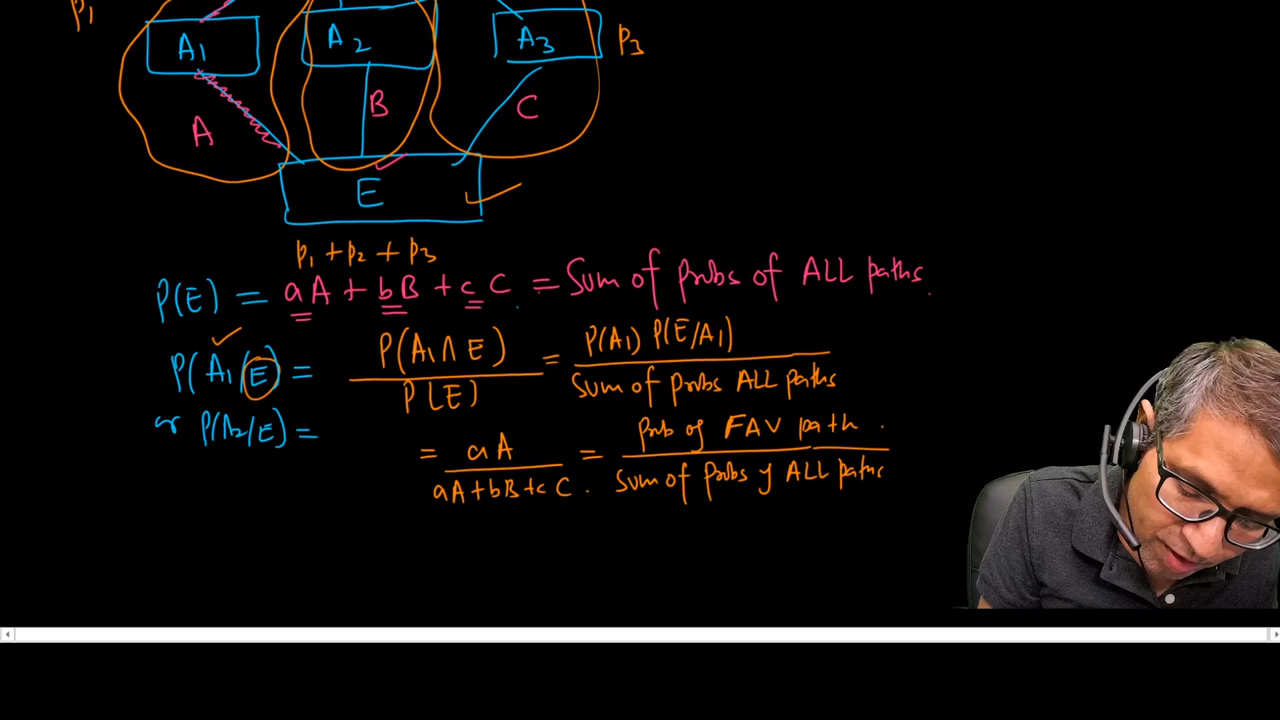 P1
A1 A2 A3 P3
A B C
E
P1 + P2 + P3
P(E) = aA + bB + cC = Sum of probs of ALL paths.
P(A1/E) = P(A1∩E) / P(E) = P(A1) P(E/A1) / Sum of probs ALL paths
or P(A2/E) =
= aA / aA+bB+cC. = Prob of FAV path. / Sum of probs of ALL paths